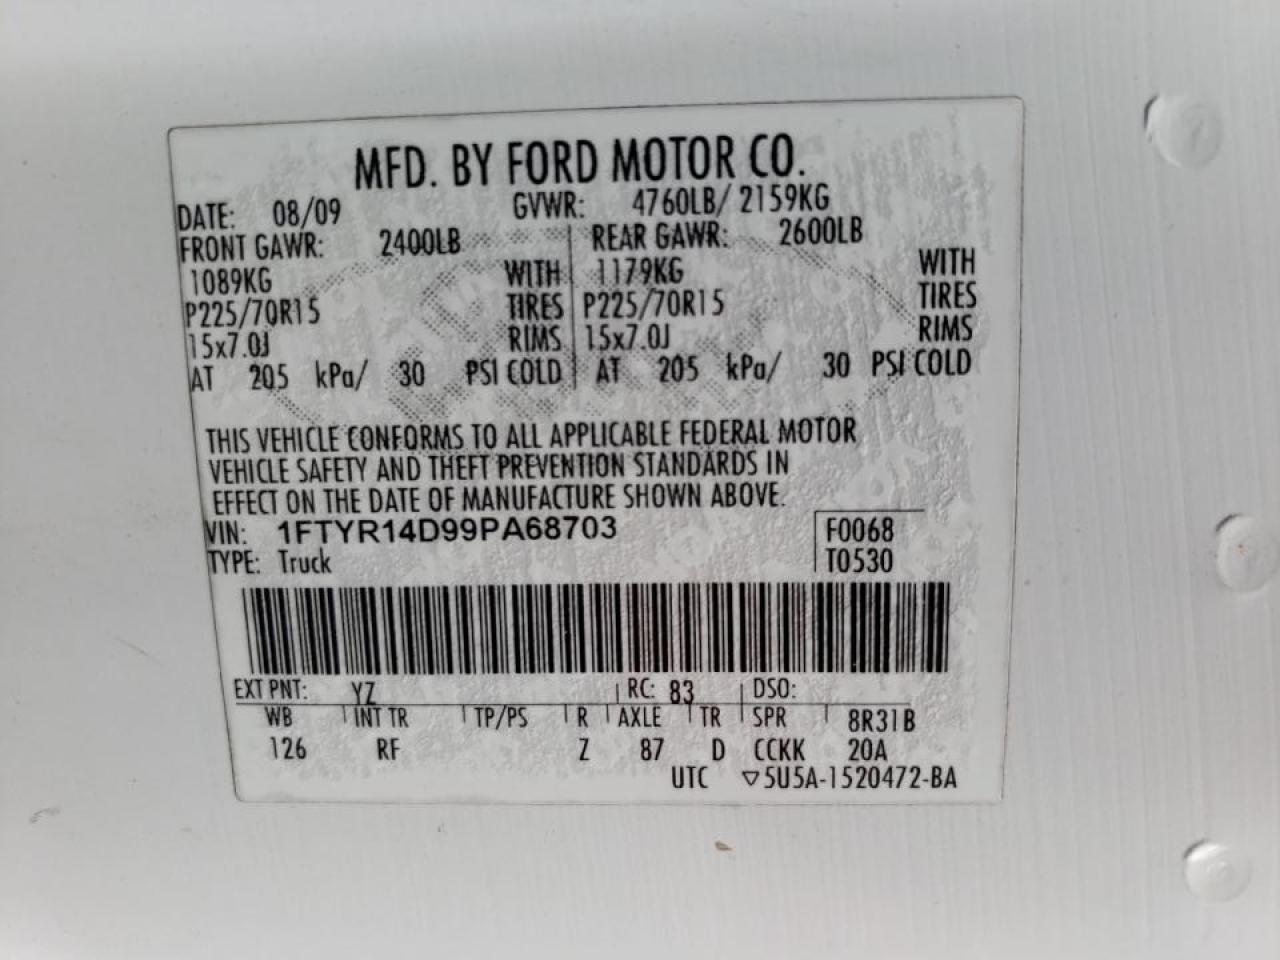 MFD. BY FORD MOTOR CO.
DATE: 08/09 GVWR: 4760LB/ 2159KG
FRONT GAWR: 2400LB REAR GAWR: 2600LB
1089KG WITH 1179KG WITH
P225/70R15 TIRES P225/70R15 TIRES
15x7.0J RIMS 15x7.0J RIMS
AT 205 kPa/ 30 PSI COLD AT 205 kPa/ 30 PSI COLD
THIS VEHICLE CONFORMS TO ALL APPLICABLE FEDERAL MOTOR
VEHICLE SAFETY AND THEFT PREVENTION STANDARDS IN
EFFECT ON THE DATE OF MANUFACTURE SHOWN ABOVE.
VIN: 1FTYR14D99PA68703 F0068
TYPE: Truck T0530
EXT PNT: YZ RC: 83 DSO:
WB INT TR TP/PS R AXLE TR SPR 8R31B
126 RF Z 87 D CCKK 20A
UTC ▽5U5A-1520472-BA